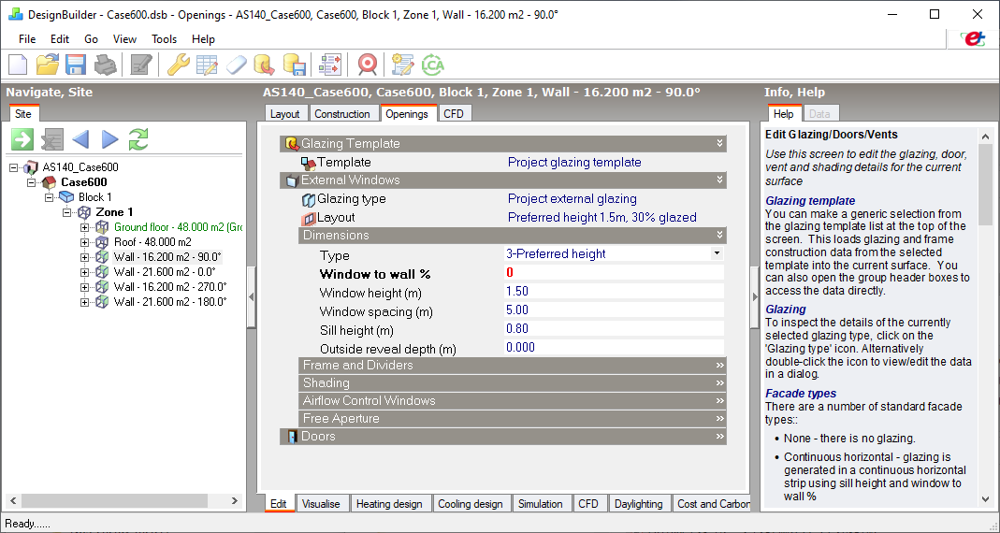 DesignBuilder - Case600.dsb - Openings - AS140_Case600, Case600, Block 1, Zone 1, Wall - 16.200 m2 - 90.0°
File Edit Go View Tools Help
LCA
Navigate, Site
Site
AS140_Case600
Case600
Block 1
Zone 1
Ground floor - 48.000 m2 (Gro
Roof - 48.000 m2
Wall - 16.200 m2 - 90.0°
Wall - 21.600 m2 - 0.0°
Wall - 16.200 m2 - 270.0°
Wall - 21.600 m2 - 180.0°
AS140_Case600, Case600, Block 1, Zone 1, Wall - 16.200 m2 - 90.0°
Layout Construction Openings CFD
Glazing Template
Template Project glazing template
External Windows
Glazing type Project external glazing
Layout Preferred height 1.5m, 30% glazed
Dimensions
Type 3-Preferred height
Window to wall % 0
Window height (m) 1.50
Window spacing (m) 5.00
Sill height (m) 0.80
Outside reveal depth (m) 0.000
Frame and Dividers
Shading
Airflow Control Windows
Free Aperture
Doors
Edit Visualise Heating design Cooling design Simulation CFD Daylighting Cost and Carbon
Info, Help
Help Data
Edit Glazing/Doors/Vents
Use this screen to edit the glazing, door,
vent and shading details for the current
surface
Glazing template
You can make a generic selection from
the glazing template list at the top of the
screen. This loads glazing and frame
construction data from the selected
template into the current surface. You
can also open the group header boxes to
access the data directly.
Glazing
To inspect the details of the currently
selected glazing type, click on the
'Glazing type' icon. Alternatively
double-click the icon to view/edit the data
in a dialog.
Facade types
There are a number of standard facade
types::
• None - there is no glazing.
• Continuous horizontal - glazing is
generated in a continuous horizontal
strip using sill height and window to
wall %
Ready......